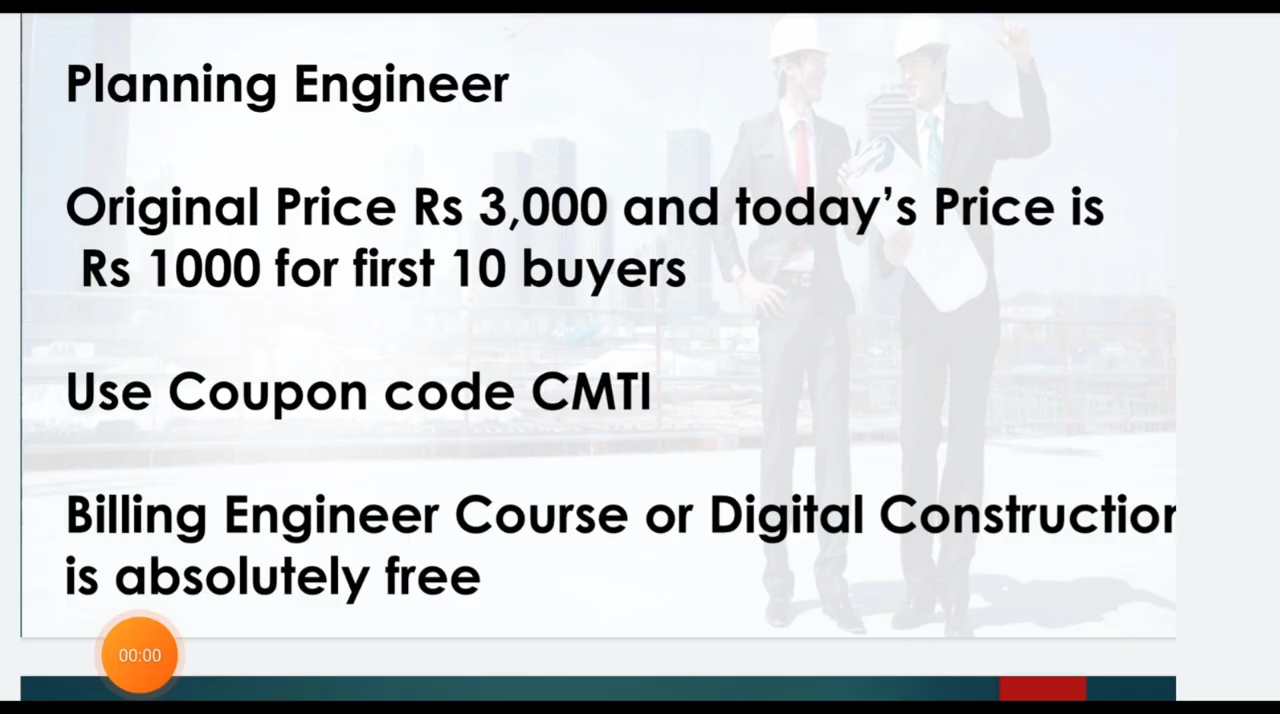 Planning Engineer
Original Price Rs 3,000 and today’s Price is
Rs 1000 for first 10 buyers
Use Coupon code CMTI
Billing Engineer Course or Digital Construction
is absolutely free
00:00